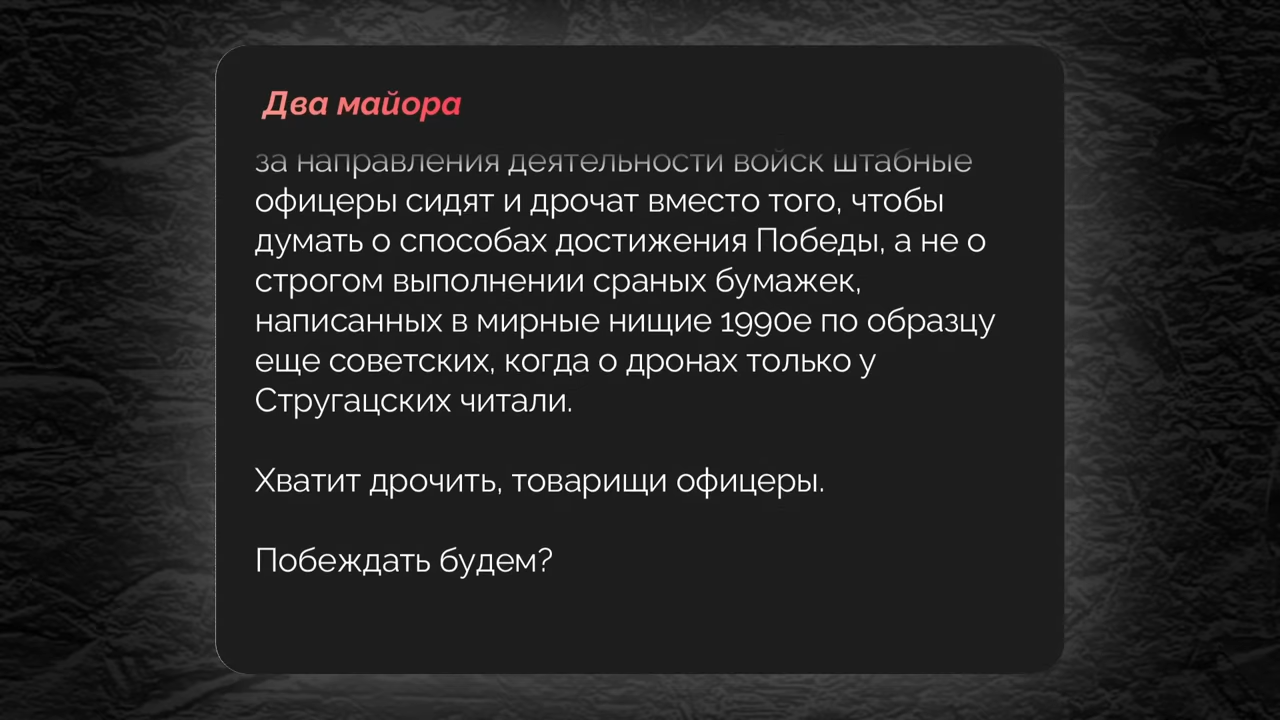 Два майора
за направления деятельности войск штабные
офицеры сидят и дрочат вместо того, чтобы
думать о способах достижения Победы, а не о
строгом выполнении сраных бумажек,
написанных в мирные нищие 1990е по образцу
еще советских, когда о дронах только у
Стругацских читали.
Хватит дрочить, товарищи офицеры.
Побеждать будем?